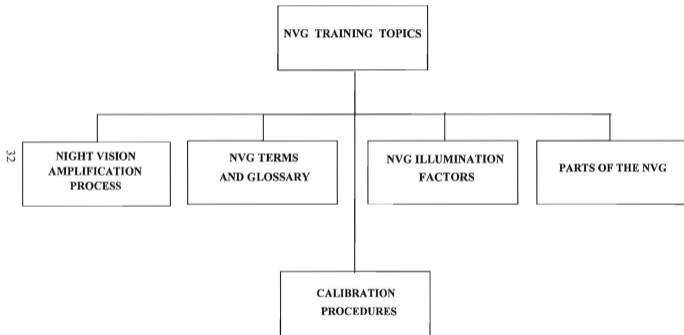 NVG TRAINING TOPICS
32
NIGHT VISION
AMPLIFICATION
PROCESS
NVG TERMS
AND GLOSSARY
NVG ILLUMINATION
FACTORS
PARTS OF THE NVG
CALIBRATION
PROCEDURES